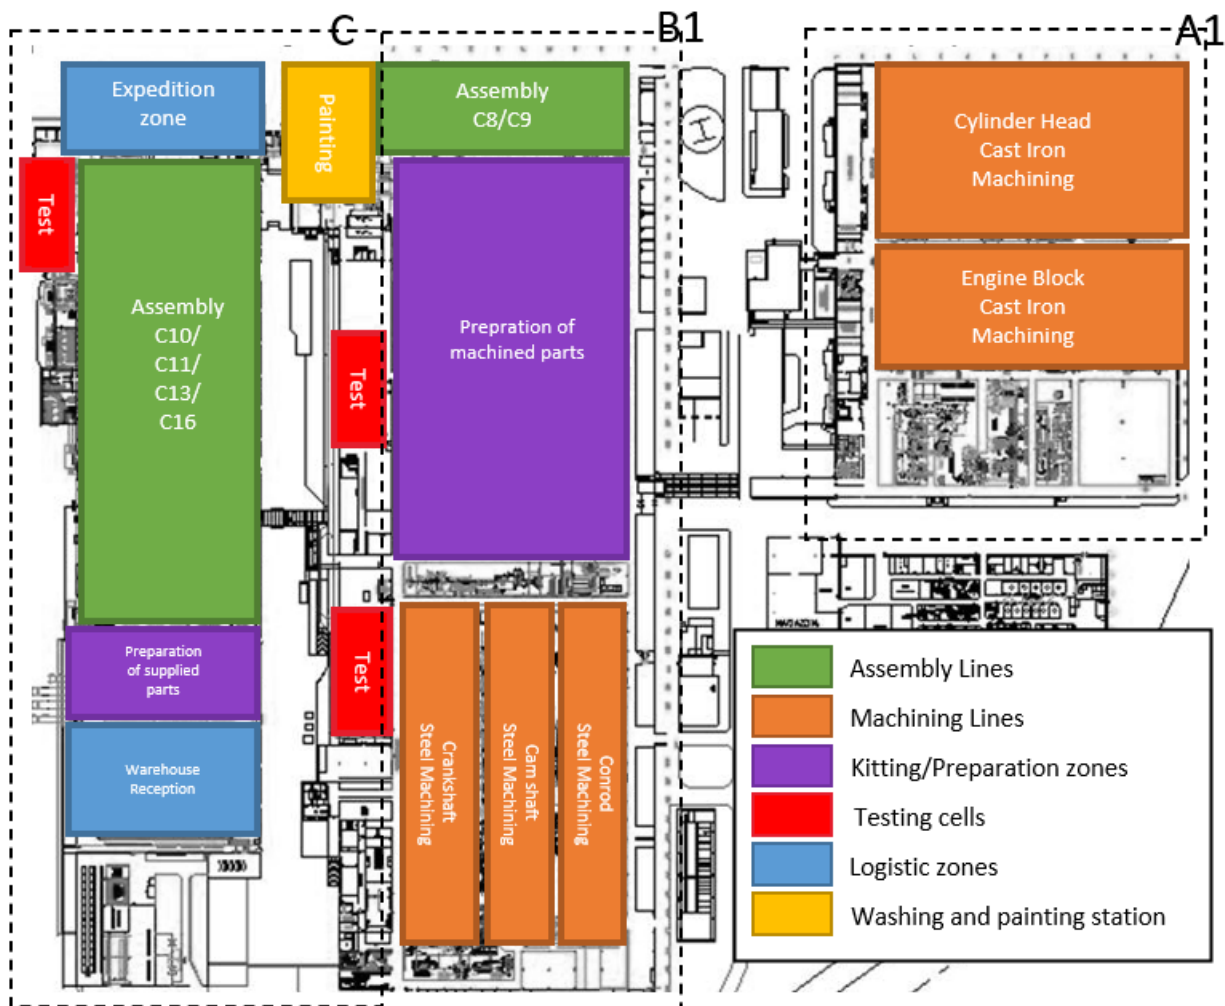 C
B1
A1
Expedition
zone
Painting
Assembly
C8/C9
Cylinder Head
Cast Iron
Machining
Test
Assembly
C10/
C11/
C13/
C16
Prepration of
machined parts
Engine Block
Cast Iron
Machining
H
Test
Test
Preparation
of supplied
parts
Warehouse
Reception
Crankshaft
Steel Machining
Cam shaft
Steel Machining
Conrod
Steel Machining
Assembly Lines
Machining Lines
Kitting/Preparation zones
Testing cells
Logistic zones
Washing and painting station